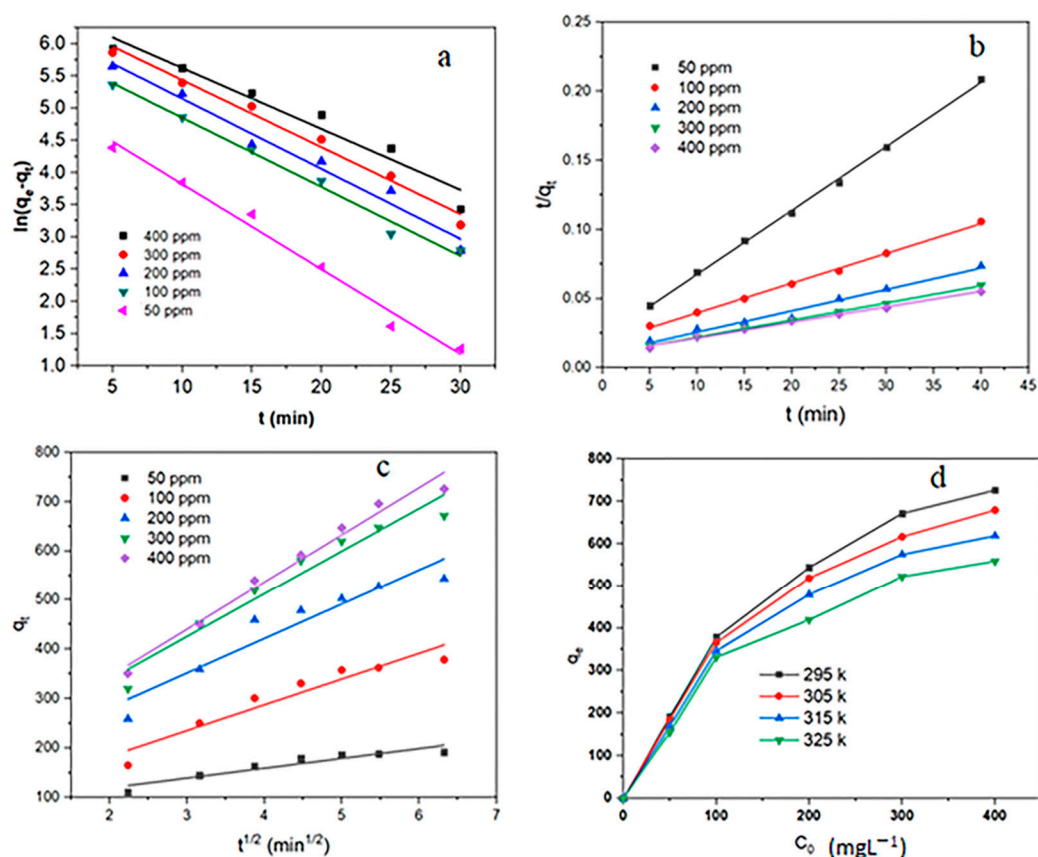 a
ln(qₑ-qₜ)
6.0
5.5
5.0
4.5
4.0
3.5
3.0
2.5
2.0
1.5
1.0
400 ppm
300 ppm
200 ppm
100 ppm
50 ppm
5 10 15 20 25 30
t (min)
b
t/qₜ
0.25
0.20
0.15
0.10
0.05
0.00
50 ppm
100 ppm
200 ppm
300 ppm
400 ppm
0 5 10 15 20 25 30 35 40 45
t (min)
c
qₜ
800
700
600
500
400
300
200
100
50 ppm
100 ppm
200 ppm
300 ppm
400 ppm
2 3 4 5 6 7
t^1/2 (min^1/2)
d
qₑ
800
700
600
500
400
300
200
100
0
295 k
305 k
315 k
325 k
0 100 200 300 400
C₀ (mgL⁻¹)